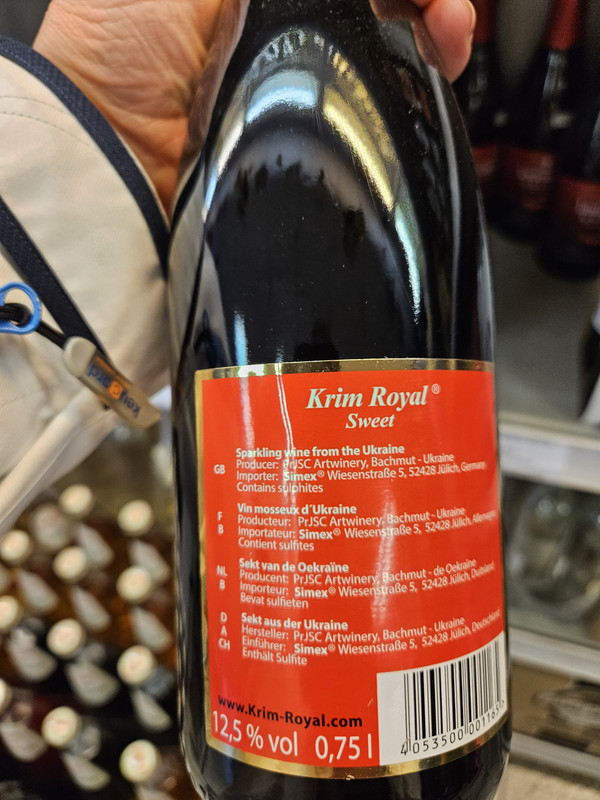 Krim Royal®
Sweet
GB
Sparkling wine from the Ukraine
Producer: PrJSC Artwinery, Bachmut - Ukraine
Importer: Simex® Wiesenstraße 5, 52428 Jülich, Germany
Contains sulphites
F
B
Vin mosseux d´Ukraine
Producteur: PrJSC Artwinery, Bachmut - Ukraine
Importateur: Simex® Wiesenstraße 5, 52428 Jülich, Allemagne
Contient sulfites
NL
B
Sekt van de Oekraïne
Producent: PrJSC Artwinery, Bachmut - de Oekraine
Importeur: Simex® Wiesenstraße 5, 52428 Jülich, Duitsland
Bevat sulfieten
D
A
CH
Sekt aus der Ukraine
Hersteller: PrJSC Artwinery, Bachmut - Ukraine
Einführer: Simex® Wiesenstraße 5, 52428 Jülich, Deutschland
Enthält Sulfite
www.Krim-Royal.com
12,5 % vol 0,75 l